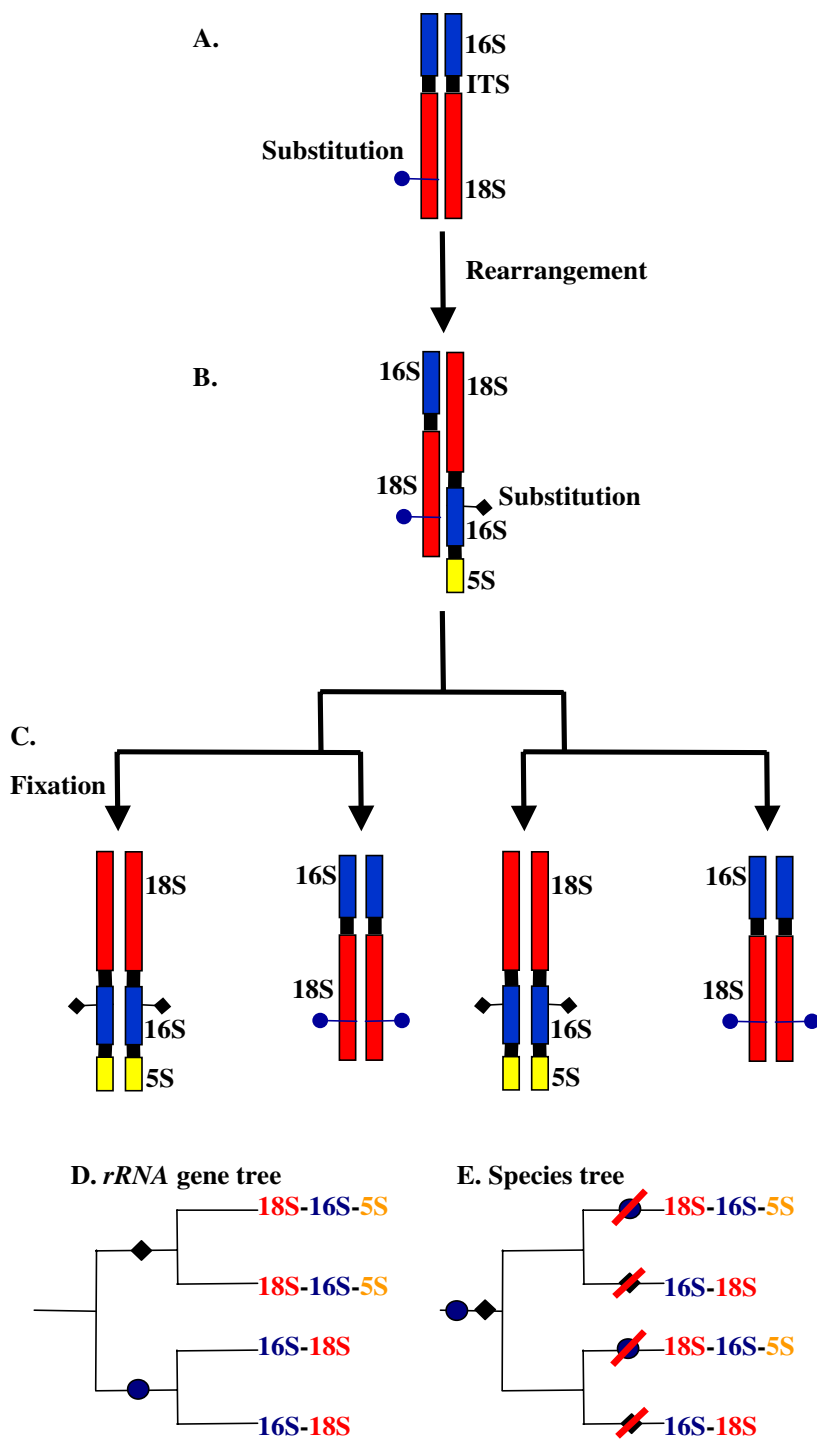 A.
16S
ITS
Substitution
18S
Rearrangement
B.
16S
18S
18S
Substitution
16S
5S
C.
Fixation
18S
16S
18S
16S
16S
5S
18S
18S
16S
5S
D. rRNA gene tree
E. Species tree
18S-16S-5S
18S-16S-5S
18S-16S-5S
16S-18S
16S-18S
18S-16S-5S
16S-18S
16S-18S